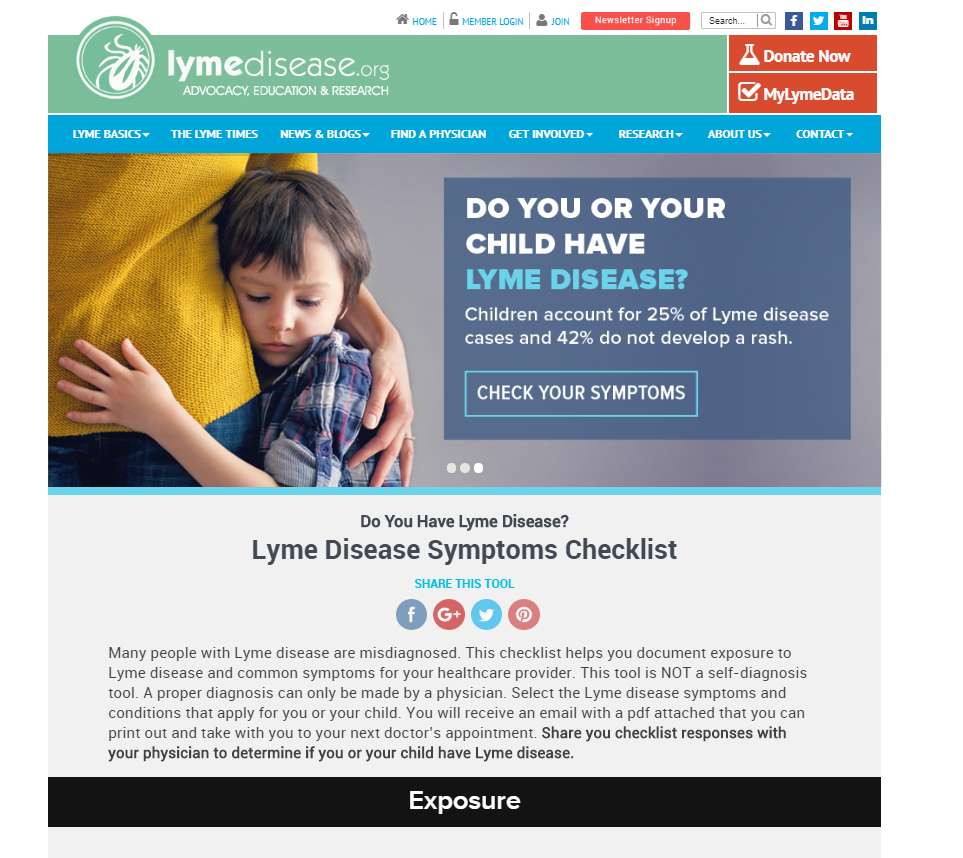 HOME MEMBER LOGIN JOIN Newsletter Signup Search...
lymedisease.org
ADVOCACY, EDUCATION & RESEARCH
Donate Now
MyLymeData
LYME BASICS THE LYME TIMES NEWS & BLOGS FIND A PHYSICIAN GET INVOLVED RESEARCH ABOUT US CONTACT
DO YOU OR YOUR
CHILD HAVE
LYME DISEASE?
Children account for 25% of Lyme disease
cases and 42% do not develop a rash.
CHECK YOUR SYMPTOMS
Do You Have Lyme Disease?
Lyme Disease Symptoms Checklist
SHARE THIS TOOL
Many people with Lyme disease are misdiagnosed. This checklist helps you document exposure to
Lyme disease and common symptoms for your healthcare provider. This tool is NOT a self-diagnosis
tool. A proper diagnosis can only be made by a physician. Select the Lyme disease symptoms and
conditions that apply for you or your child. You will receive an email with a pdf attached that you can
print out and take with you to your next doctor's appointment. Share you checklist responses with
your physician to determine if you or your child have Lyme disease.
Exposure